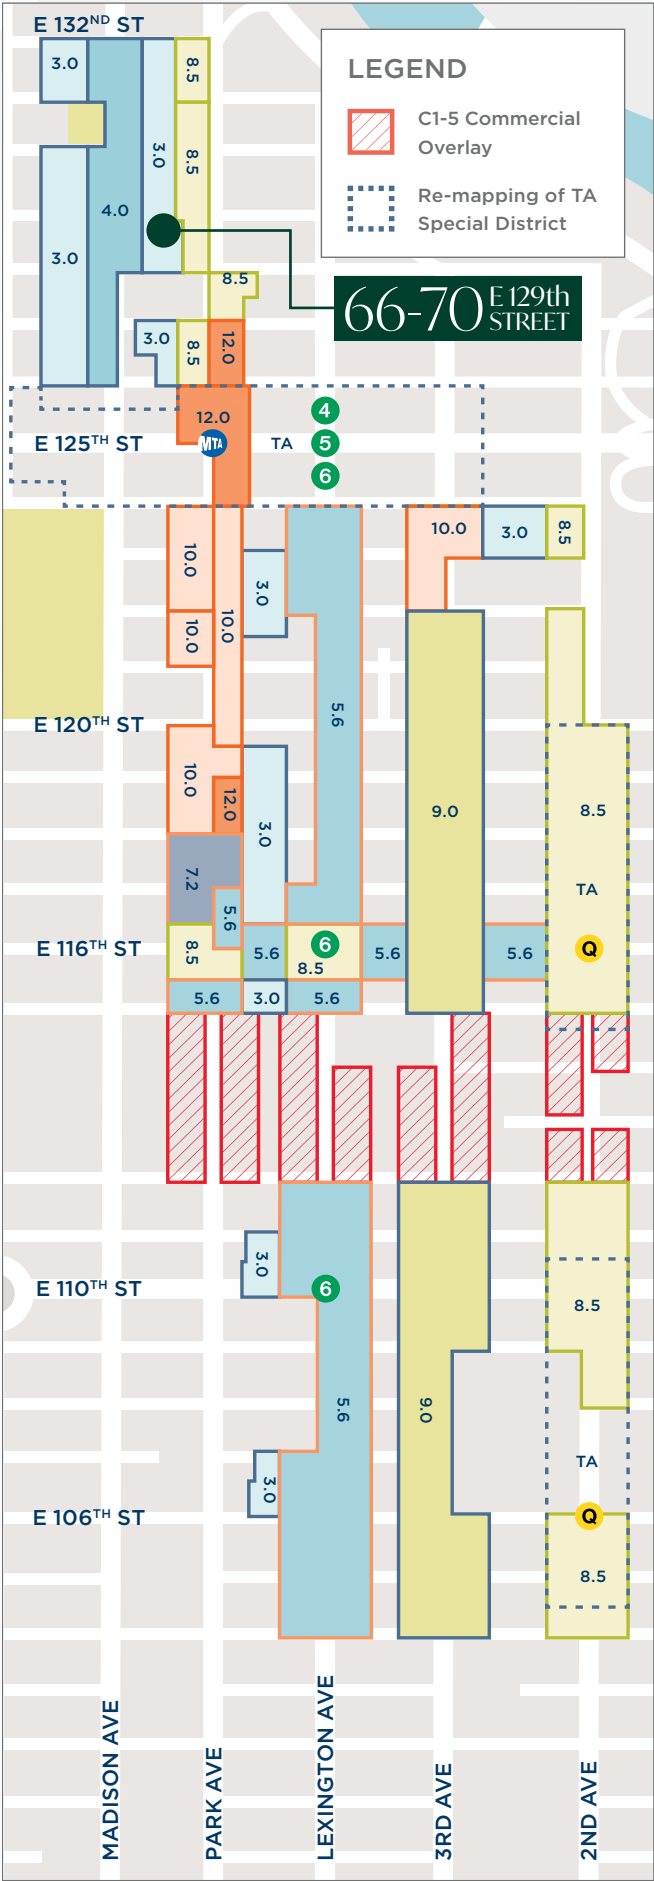 E 132ND ST
LEGEND
C1-5 Commercial
Overlay
Re-mapping of TA
Special District
3.0
8.5
3.0
8.5
4.0
3.0
8.5
66-70 E 129th
STREET
3.0
8.5
12.0
12.0
4
E 125TH ST
MTA
TA
5
6
10.0
10.0
3.0
8.5
3.0
10.0
10.0
5.6
E 120TH ST
10.0
12.0
3.0
9.0
8.5
7.2
TA
5.6
E 116TH ST
8.5
5.6
6
8.5
5.6
5.6
Q
5.6
3.0
5.6
3.0
E 110TH ST
6
8.5
5.6
9.0
TA
3.0
E 106TH ST
Q
8.5
MADISON AVE
PARK AVE
LEXINGTON AVE
3RD AVE
2ND AVE